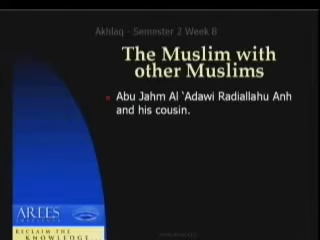 Akhlaq - Semester 2 Week 8
The Muslim with
other Muslims
Abu Jahm Al 'Adawi Radiallahu Anh
and his cousin.
AREES
RECLAIM THE
KNOWLEDGE...